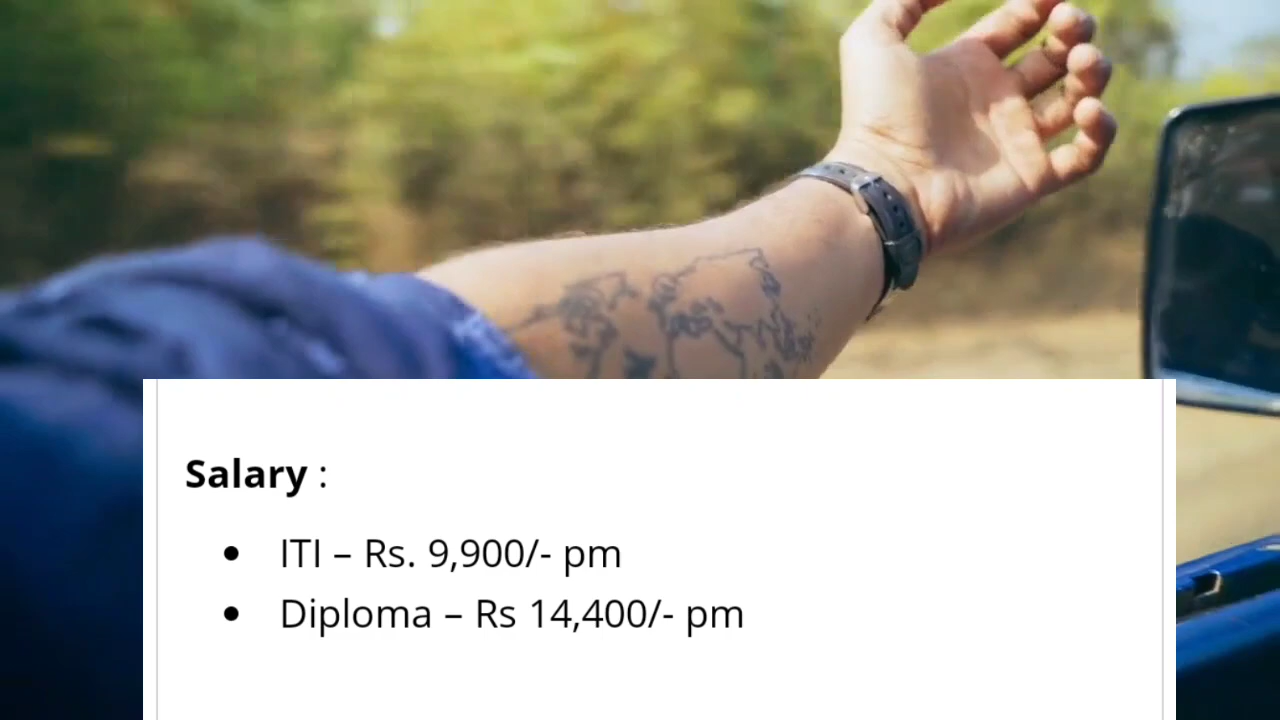 Salary :
• ITI – Rs. 9,900/- pm
• Diploma – Rs 14,400/- pm